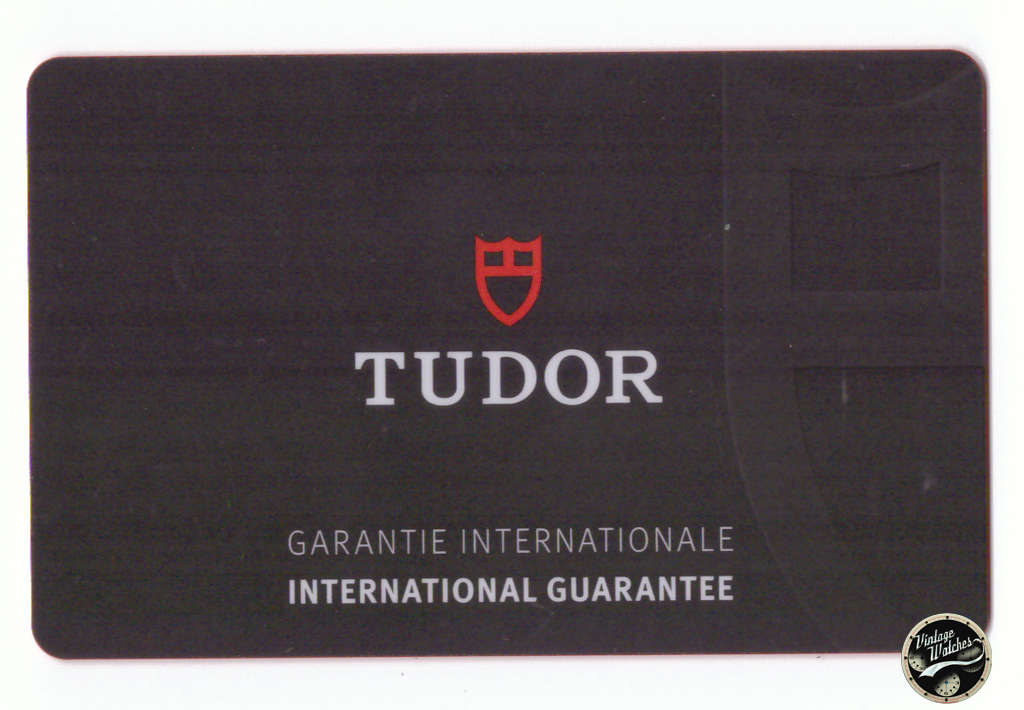 TUDOR
GARANTIE INTERNATIONALE
INTERNATIONAL GUARANTEE
Vintage
Watches